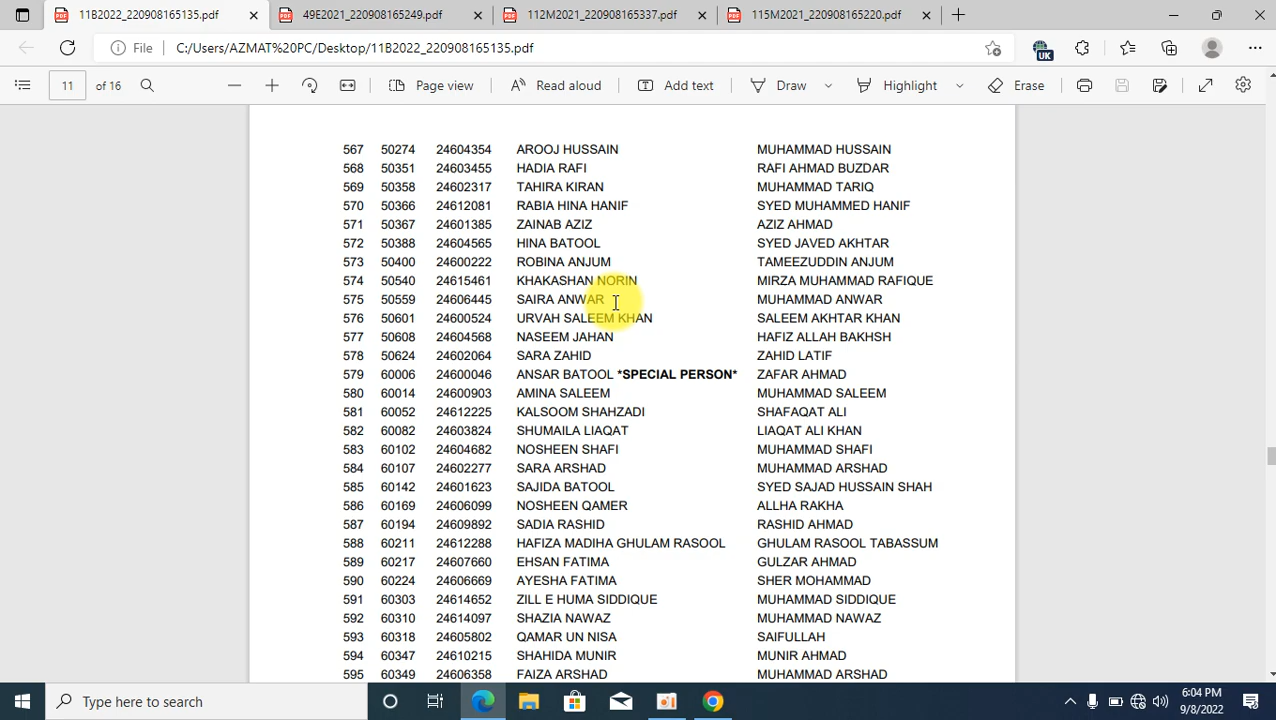 11B2022_220908165135.pdf
49E2021_220908165249.pdf
112M2021_220908165337.pdf
115M2021_220908165220.pdf
File C:/Users/AZMAT%20PC/Desktop/11B2022_220908165135.pdf
UK
11 of 16
Page view
Read aloud
Add text
Draw
Highlight
Erase
567 50274 24604354 AROOJ HUSSAIN MUHAMMAD HUSSAIN
568 50351 24603455 HADIA RAFI RAFI AHMAD BUZDAR
569 50358 24602317 TAHIRA KIRAN MUHAMMAD TARIQ
570 50366 24612081 RABIA HINA HANIF SYED MUHAMMED HANIF
571 50367 24601385 ZAINAB AZIZ AZIZ AHMAD
572 50388 24604565 HINA BATOOL SYED JAVED AKHTAR
573 50400 24600222 ROBINA ANJUM TAMEEZUDDIN ANJUM
574 50540 24615461 KHAKASHAN NORIN MIRZA MUHAMMAD RAFIQUE
575 50559 24606445 SAIRA ANWAR MUHAMMAD ANWAR
576 50601 24600524 URVAH SALEEM KHAN SALEEM AKHTAR KHAN
577 50608 24604568 NASEEM JAHAN HAFIZ ALLAH BAKHSH
578 50624 24602064 SARA ZAHID ZAHID LATIF
579 60006 24600046 ANSAR BATOOL *SPECIAL PERSON* ZAFAR AHMAD
580 60014 24600903 AMINA SALEEM MUHAMMAD SALEEM
581 60052 24612225 KALSOOM SHAHZADI SHAFAQAT ALI
582 60082 24603824 SHUMAILA LIAQAT LIAQAT ALI KHAN
583 60102 24604682 NOSHEEN SHAFI MUHAMMAD SHAFI
584 60107 24602277 SARA ARSHAD MUHAMMAD ARSHAD
585 60142 24601623 SAJIDA BATOOL SYED SAJAD HUSSAIN SHAH
586 60169 24606099 NOSHEEN QAMER ALLHA RAKHA
587 60194 24609892 SADIA RASHID RASHID AHMAD
588 60211 24612288 HAFIZA MADIHA GHULAM RASOOL GHULAM RASOOL TABASSUM
589 60217 24607660 EHSAN FATIMA GULZAR AHMAD
590 60224 24606669 AYESHA FATIMA SHER MOHAMMAD
591 60303 24614652 ZILL E HUMA SIDDIQUE MUHAMMAD SIDDIQUE
592 60310 24614097 SHAZIA NAWAZ MUHAMMAD NAWAZ
593 60318 24605802 QAMAR UN NISA SAIFULLAH
594 60347 24610215 SHAHIDA MUNIR MUNIR AHMAD
595 60349 24606358 FAIZA ARSHAD MUHAMMAD ARSHAD
Type here to search
6:04 PM
9/8/2022